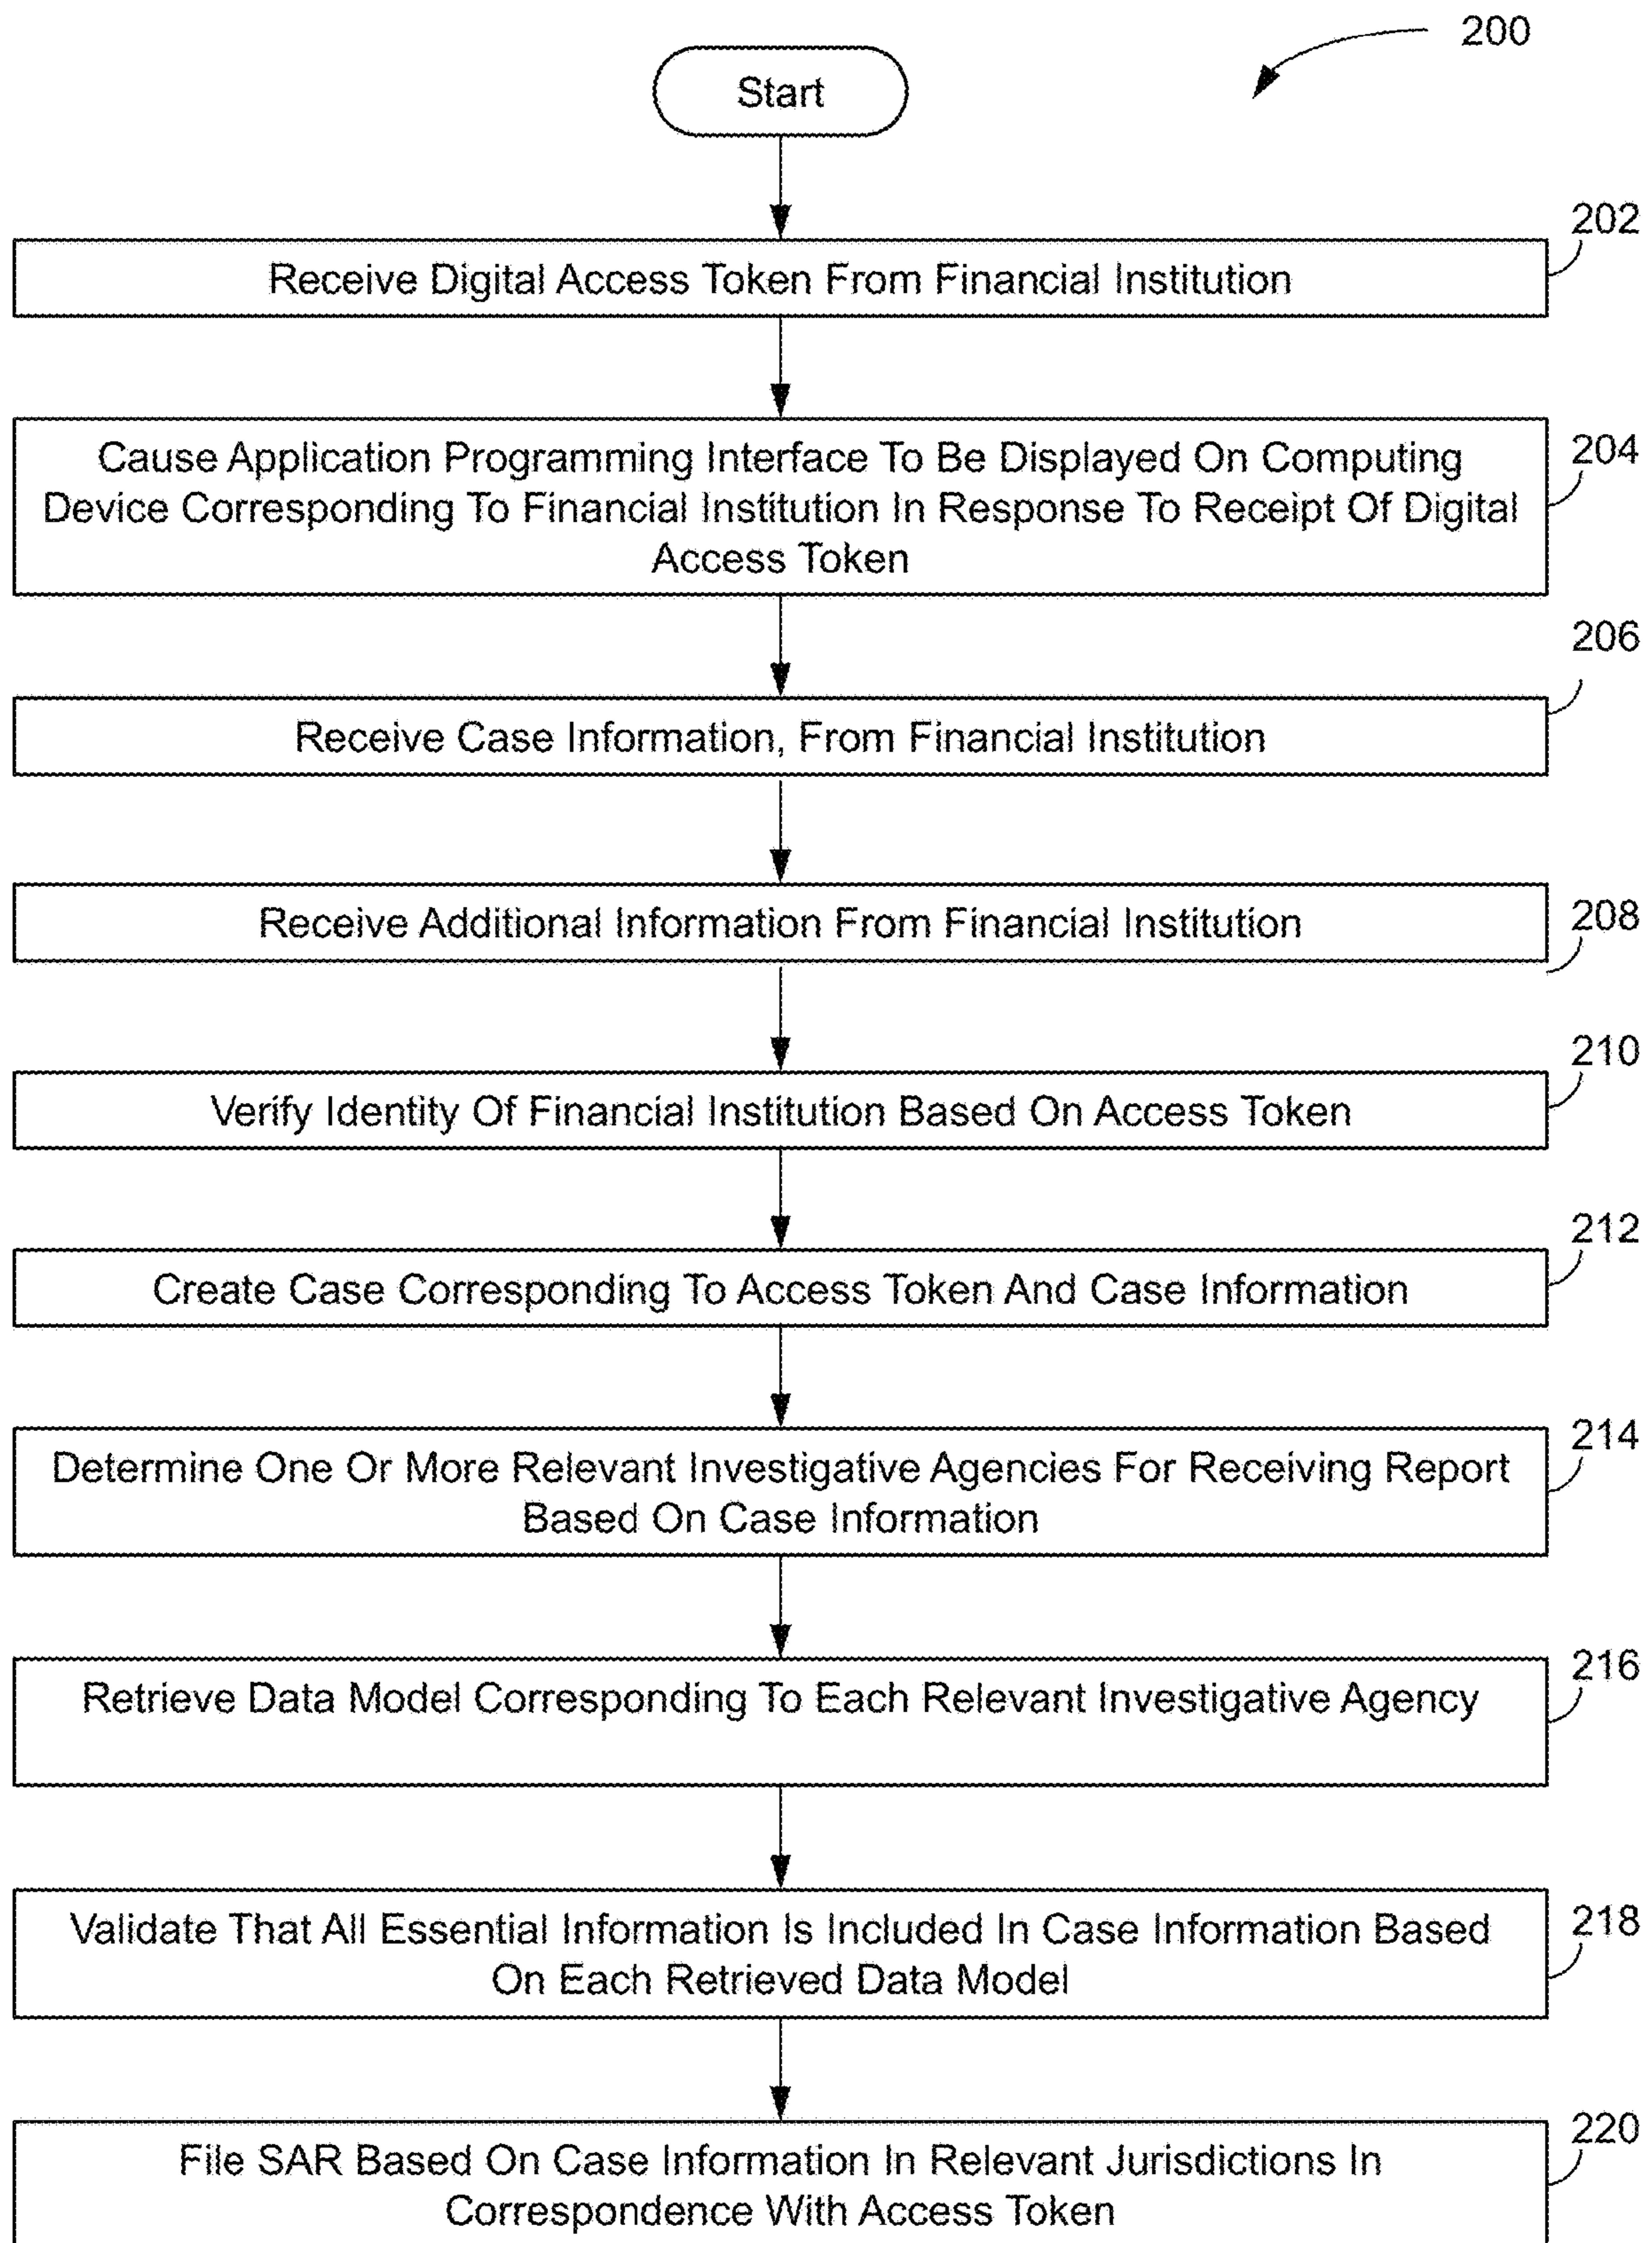 200
Start
202
Receive Digital Access Token From Financial Institution
204
Cause Application Programming Interface To Be Displayed On Computing
Device Corresponding To Financial Institution In Response To Receipt Of Digital
Access Token
206
Receive Case Information, From Financial Institution
208
Receive Additional Information From Financial Institution
210
Verify Identity Of Financial Institution Based On Access Token
212
Create Case Corresponding To Access Token And Case Information
214
Determine One Or More Relevant Investigative Agencies For Receiving Report
Based On Case Information
216
Retrieve Data Model Corresponding To Each Relevant Investigative Agency
218
Validate That All Essential Information Is Included In Case Information Based
On Each Retrieved Data Model
220
File SAR Based On Case Information In Relevant Jurisdictions In
Correspondence With Access Token